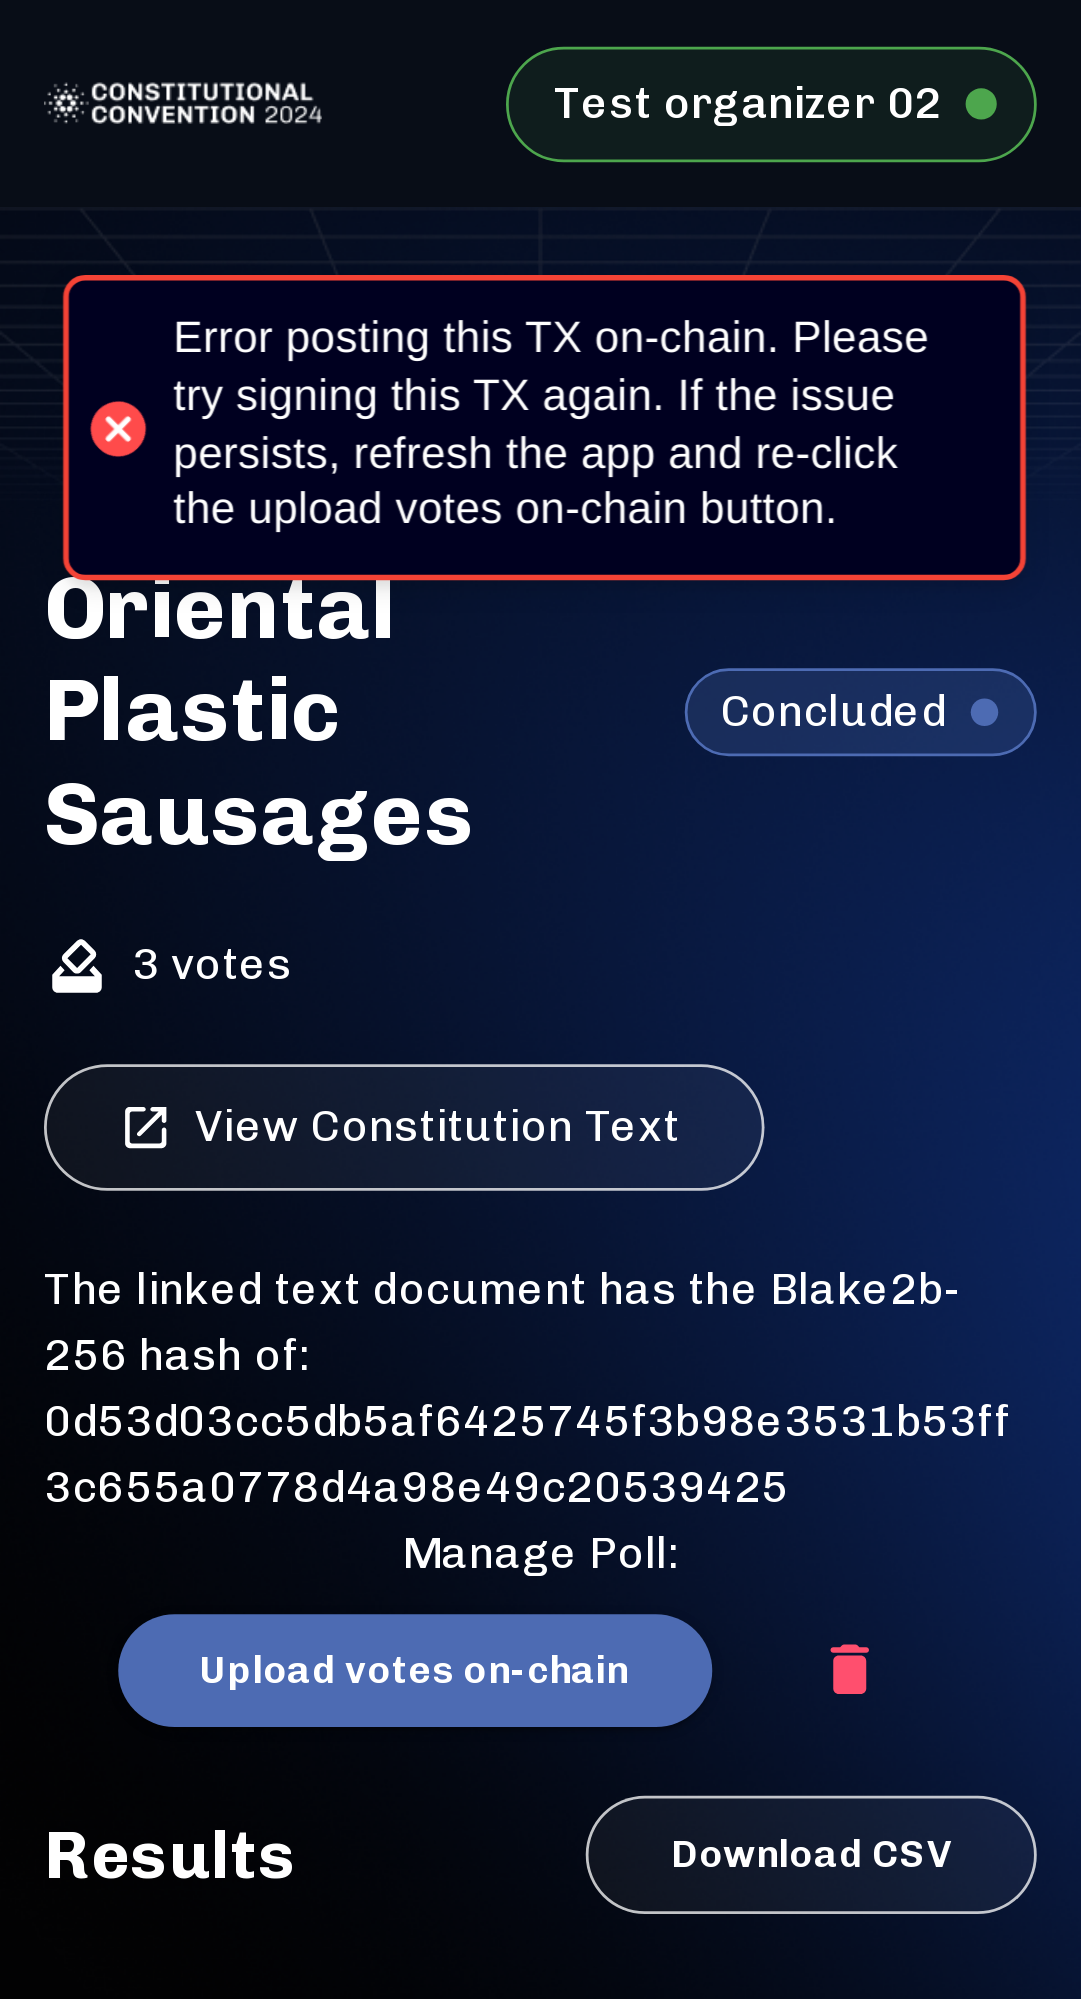 CONSTITUTIONAL
CONVENTION 2024
Test organizer 02
Error posting this TX on-chain. Please
try signing this TX again. If the issue
persists, refresh the app and re-click
the upload votes on-chain button.
Oriental
Plastic
Sausages
Concluded
3 votes
View Constitution Text
The linked text document has the Blake2b-
256 hash of:
0d53d03cc5db5af6425745f3b98e3531b53ff
3c655a0778d4a98e49c20539425
Manage Poll:
Upload votes on-chain
Results
Download CSV